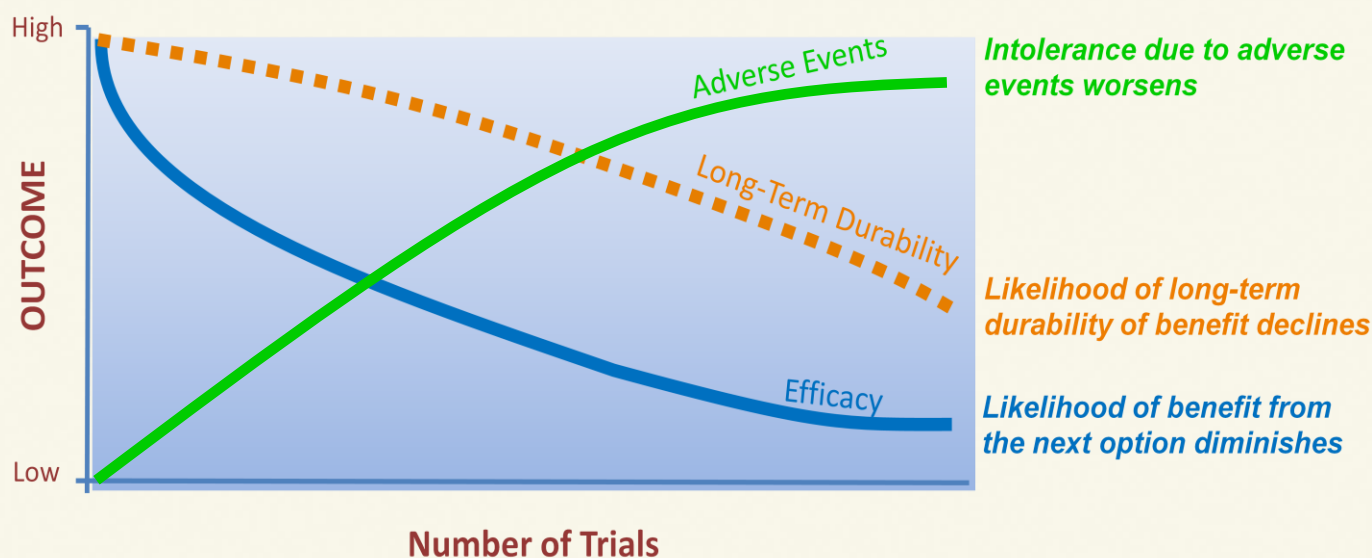 High
Adverse Events
Intolerance due to adverse
events worsens
OUTCOME
Long-Term Durability
Likelihood of long-term
durability of benefit declines
Efficacy
Likelihood of benefit from
the next option diminishes
Low
Number of Trials